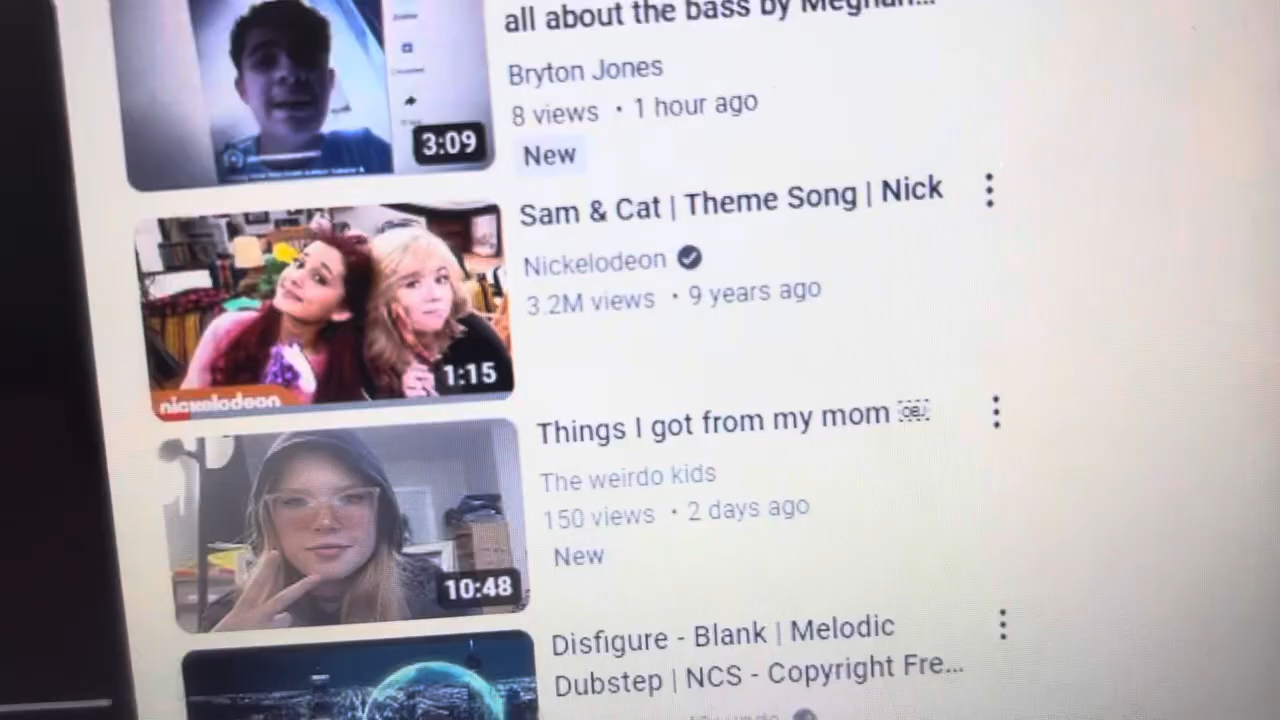 all about the bass by Meghan...
Bryton Jones
8 views • 1 hour ago
New
3:09
Sam & Cat | Theme Song | Nick
Nickelodeon
3.2M views • 9 years ago
1:15
nickelodeon
Things I got from my mom OBJ
The weirdo kids
150 views • 2 days ago
New
10:48
Disfigure - Blank | Melodic
Dubstep | NCS - Copyright Fre...